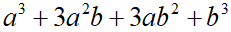 a³ + 3a²b + 3ab² + b³